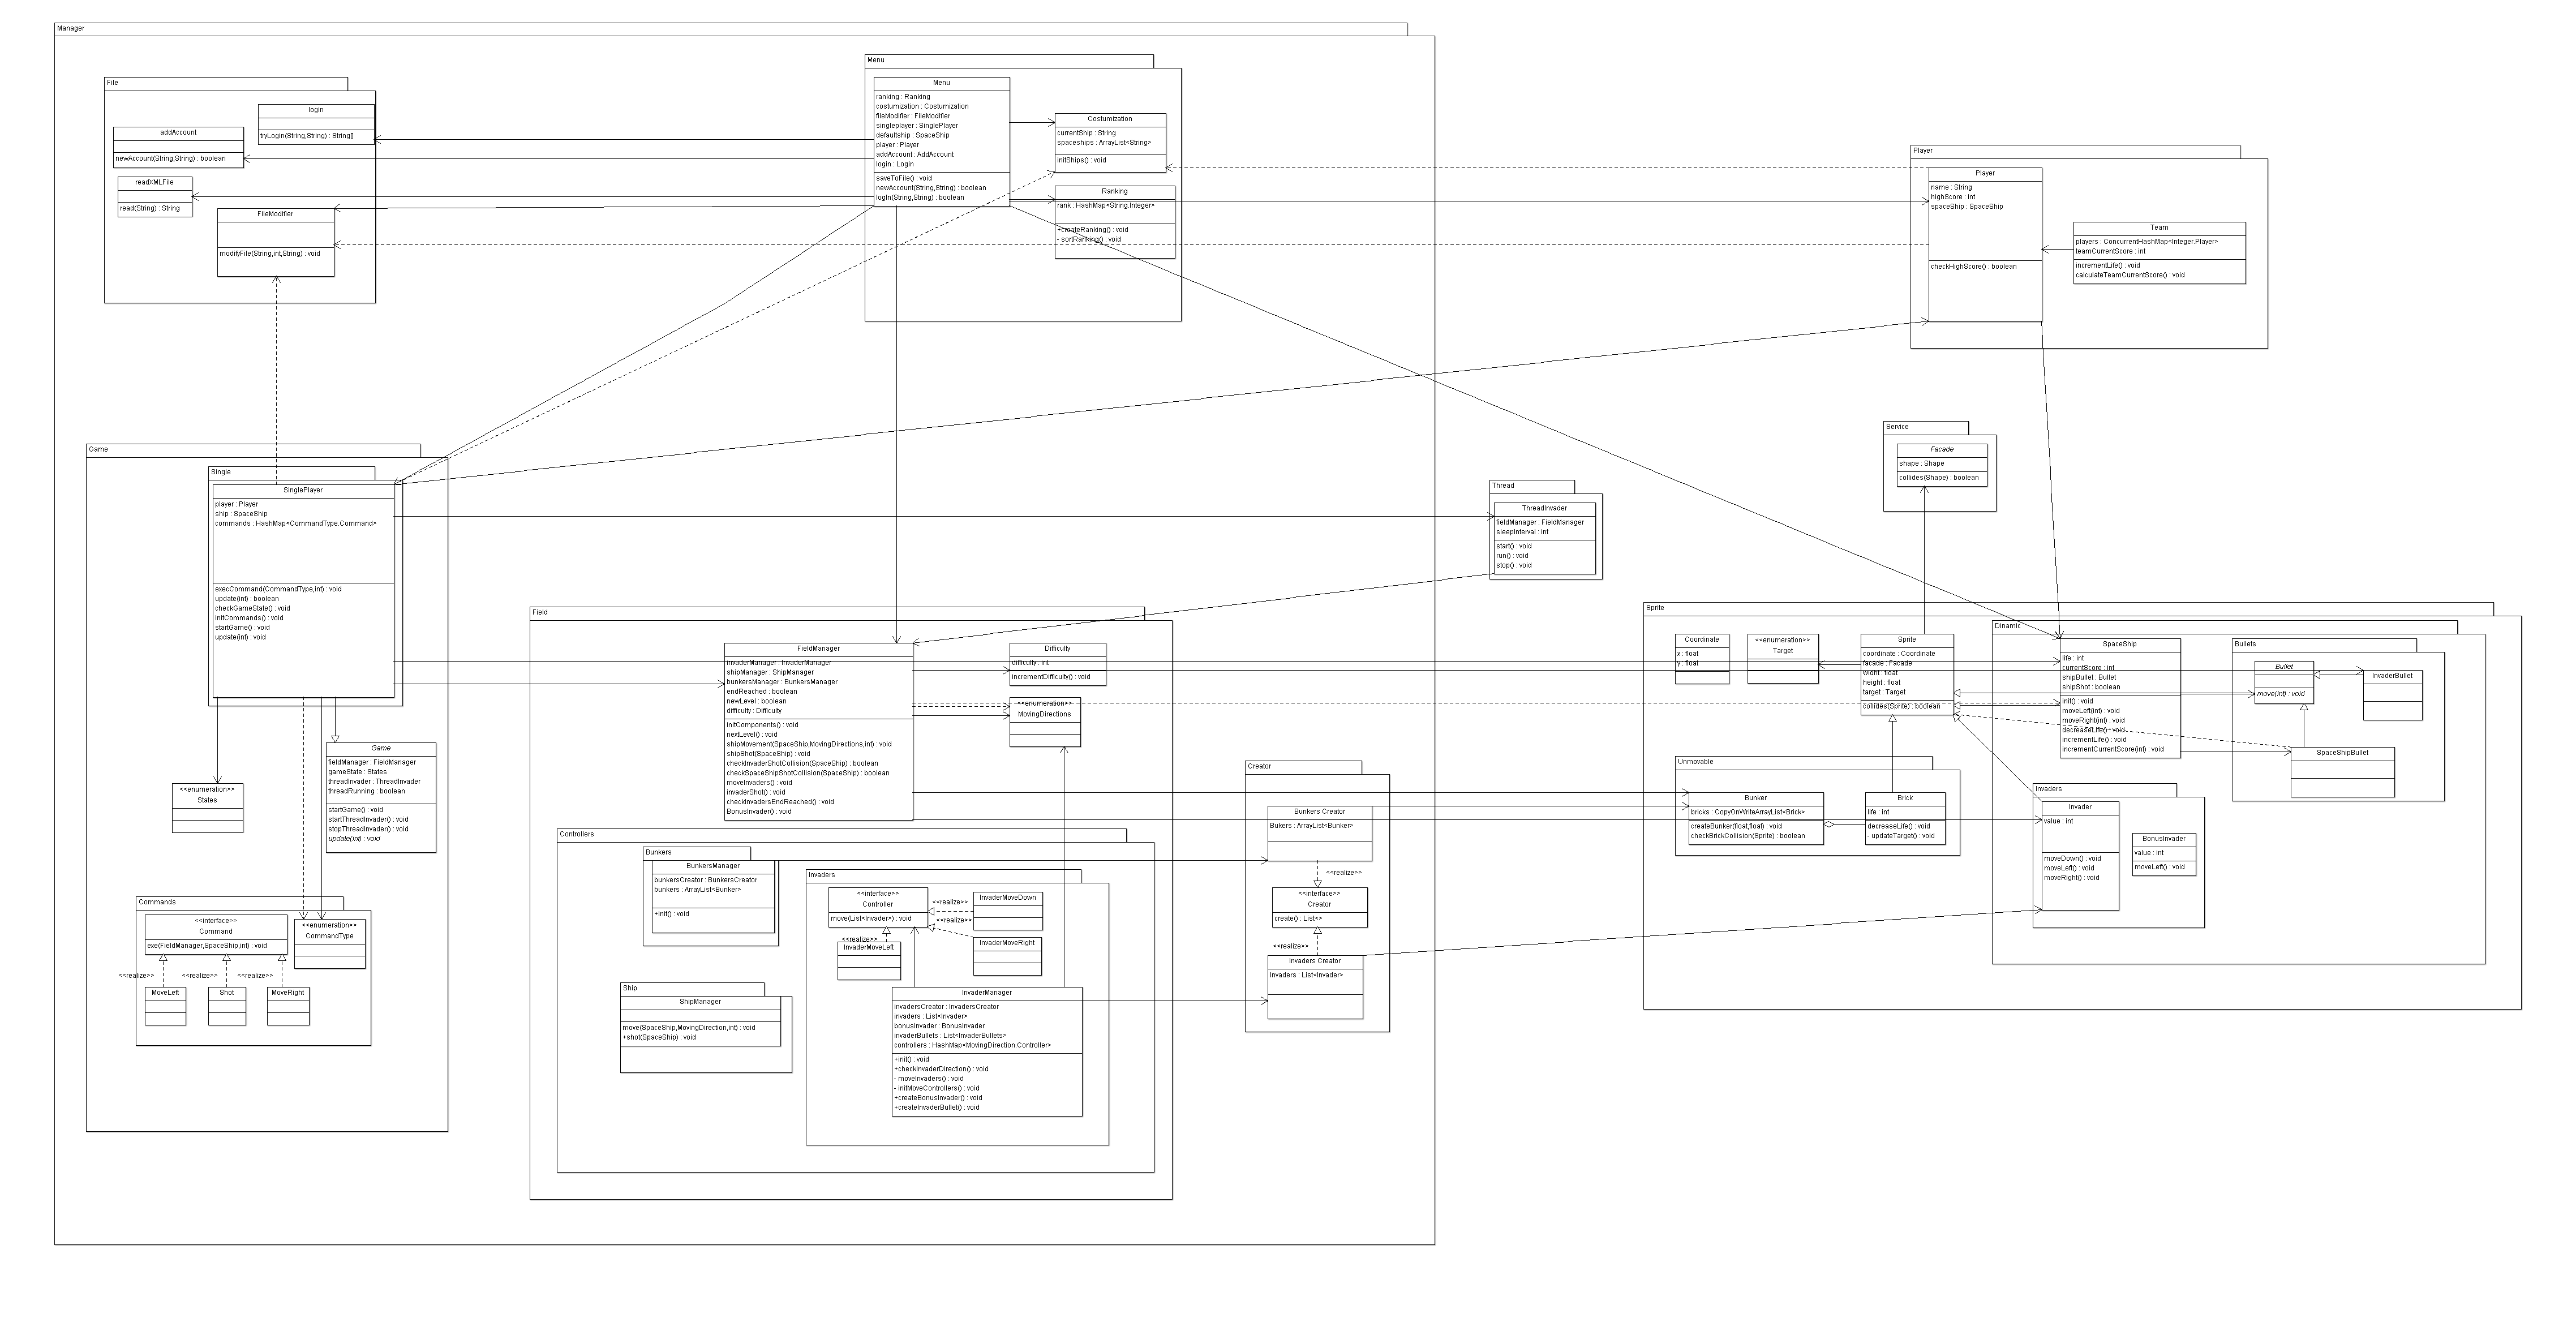 Manager
File
login
tryLogin(String,String) : String[]
addAccount
newAccount(String,String) : boolean
readXMLFile
read(String) : String
FileModifier
modifyFile(String,int,String) : void
Menu
Menu
ranking : Ranking
costumization : Costumization
fileModifier : FileModifier
singleplayer : SinglePlayer
defaultship : SpaceShip
player : Player
addAccount : AddAccount
login : Login
saveToFile() : void
newAccount(String,String) : boolean
login(String,String) : boolean
Costumization
currentShip : String
spaceships : ArrayList<String>
initShips() : void
Ranking
rank : HashMap<String,Integer>
+createRanking() : void
- sortRanking() : void
Player
Player
name : String
highScore : int
spaceShip : SpaceShip
checkHighScore() : boolean
Team
players : ConcurrentHashMap<Integer,Player>
teamCurrentScore : int
incrementLife() : void
calculateTeamCurrentScore() : void
Game
Single
SinglePlayer
player : Player
ship : SpaceShip
commands : HashMap<CommandType,Command>
execCommand(CommandType,int) : void
update(int) : boolean
checkGameState() : void
initCommands() : void
startGame() : void
update(int) : void
Game
fieldManager : FieldManager
gameState : States
threadInvader : ThreadInvader
threadRunning : boolean
startGame() : void
startThreadInvader() : void
stopThreadInvader() : void
update(int) : void
<<enumeration>>
States
Commands
<<interface>>
Command
exe(FieldManager,SpaceShip,int) : void
<<enumeration>>
CommandType
<<realize>>
<<realize>>
<<realize>>
MoveLeft
Shot
MoveRight
Service
Facade
shape : Shape
collides(Shape) : boolean
Thread
ThreadInvader
fieldManager : FieldManager
sleepInterval : int
start() : void
run() : void
stop() : void
Field
FieldManager
invaderManager : InvaderManager
shipManager : ShipManager
bunkersManager : BunkersManager
endReached : boolean
newLevel : boolean
difficulty : Difficulty
initComponents() : void
nextLevel() : void
shipMovement(SpaceShip,MovingDirections,int) : void
shipShot(SpaceShip) : void
checkInvaderShotCollision(SpaceShip) : boolean
checkSpaceShipShotCollision(SpaceShip) : boolean
moveInvaders() : void
invaderShot() : void
checkInvadersEndReached() : void
BonusInvader() : void
Difficulty
difficulty : int
incrementDifficulty() : void
<<enumeration>>
MovingDirections
Controllers
Bunkers
BunkersManager
bunkersCreator : BunkersCreator
bunkers : ArrayList<Bunker>
+init() : void
Ship
ShipManager
move(SpaceShip,MovingDirection,int) : void
+shot(SpaceShip) : void
Invaders
<<interface>>
Controller
move(List<Invader>) : void
<<realize>>
<<realize>>
<<realize>>
InvaderMoveDown
InvaderMoveLeft
InvaderMoveRight
InvaderManager
invadersCreator : InvadersCreator
invaders : List<Invader>
bonusInvader : BonusInvader
invaderBullets : List<InvaderBullets>
controllers : HashMap<MovingDirection,Controller>
+init() : void
+checkInvaderDirection() : void
- moveInvaders() : void
- initMoveControllers() : void
+createBonusInvader() : void
+createInvaderBullet() : void
Creator
Bunkers Creator
Bukers : ArrayList<Bunker>
<<realize>>
<<interface>>
Creator
create() : List<>
<<realize>>
Invaders Creator
Invaders : List<Invader>
Sprite
Coordinate
x : float
y : float
<<enumeration>>
Target
Sprite
coordinate : Coordinate
facade : Facade
widht : float
height : float
target : Target
collides(Sprite) : boolean
Unmovable
Bunker
bricks : CopyOnWriteArrayList<Brick>
createBunker(float,float) : void
checkBrickCollision(Sprite) : boolean
Brick
life : int
decreaseLife() : void
- updateTarget() : void
Dinamic
SpaceShip
life : int
currentScore : int
shipBullet : Bullet
shipShot : boolean
init() : void
moveLeft(int) : void
moveRight(int) : void
decreaseLife() : void
incrementLife() : void
incrementCurrentScore(int) : void
Bullets
Bullet
move(int) : void
InvaderBullet
SpaceShipBullet
Invaders
Invader
value : int
moveDown() : void
moveLeft() : void
moveRight() : void
BonusInvader
value : int
moveLeft() : void